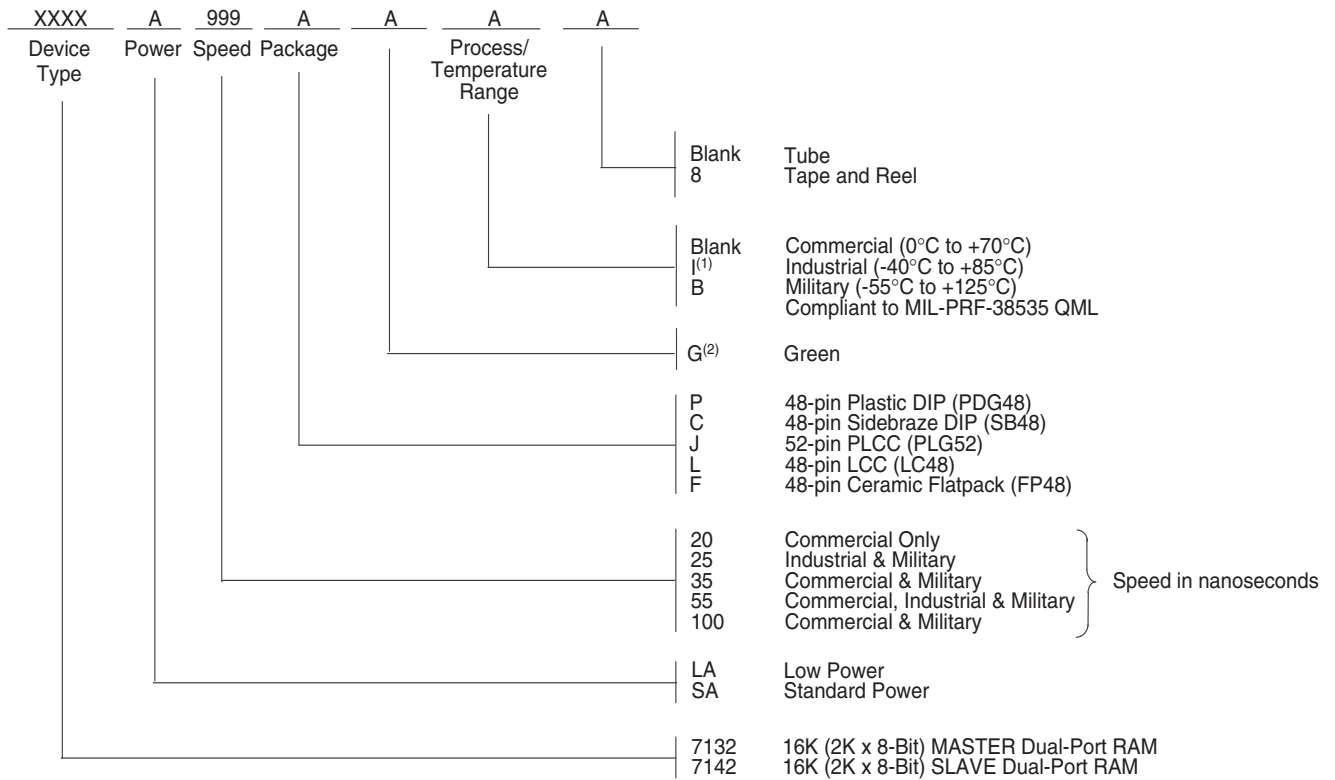 XXXX A 999 A A A A
Device Type
Power
Speed
Package
Process/
Temperature
Range
Blank Tube
8 Tape and Reel
Blank Commercial (0°C to +70°C)
I(1) Industrial (-40°C to +85°C)
B Military (-55°C to +125°C)
Compliant to MIL-PRF-38535 QML
G(2) Green
P 48-pin Plastic DIP (PDG48)
C 48-pin Sidebraze DIP (SB48)
J 52-pin PLCC (PLG52)
L 48-pin LCC (LC48)
F 48-pin Ceramic Flatpack (FP48)
20 Commercial Only
25 Industrial & Military
35 Commercial & Military
55 Commercial, Industrial & Military
100 Commercial & Military
Speed in nanoseconds
LA Low Power
SA Standard Power
7132 16K (2K x 8-Bit) MASTER Dual-Port RAM
7142 16K (2K x 8-Bit) SLAVE Dual-Port RAM